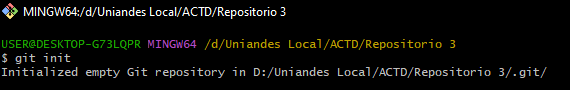 MINGW64:/d/Uniandes Local/ACTD/Repositorio 3
USER@DESKTOP-G73LQPR MINGW64 /d/Uniandes Local/ACTD/Repositorio 3
$ git init
Initialized empty Git repository in D:/Uniandes Local/ACTD/Repositorio 3/.git/